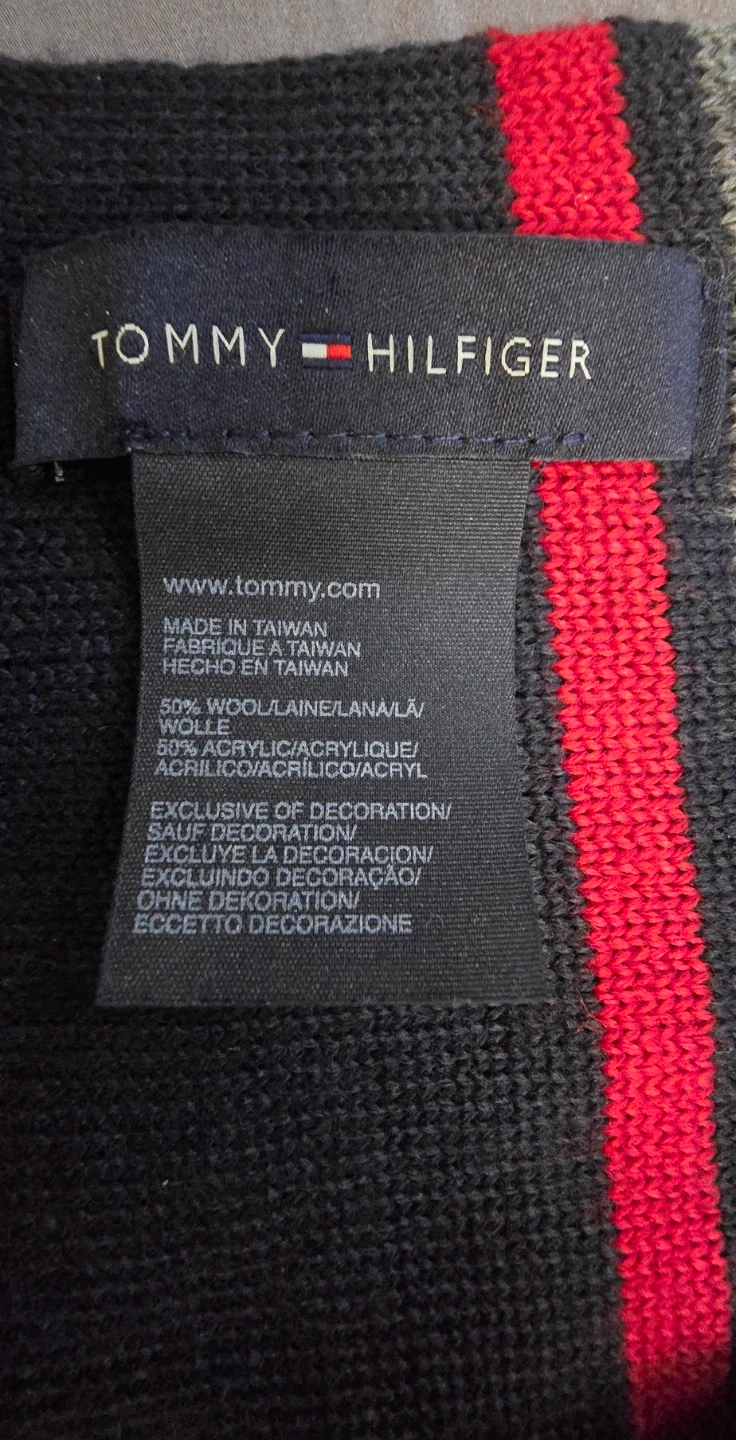 TOMMY HILFIGER
www.tommy.com
MADE IN TAIWAN
FABRIQUE A TAIWAN
HECHO EN TAIWAN
50% WOOL/LAINE/LANA/LÃ/
WOLLE
50% ACRYLIC/ACRYLIQUE/
ACRILICO/ACRÍLICO/ACRYL
EXCLUSIVE OF DECORATION/
SAUF DECORATION/
EXCLUYE LA DECORACION/
EXCLUINDO DECORAÇÃO/
OHNE DEKORATION/
ECCETTO DECORAZIONE